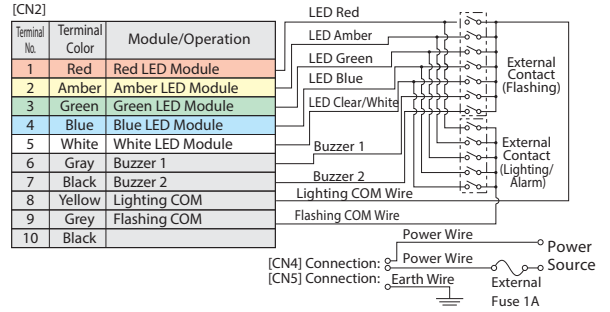 [CN2]
Terminal No. Terminal Color Module/Operation
1 Red Red LED Module
2 Amber Amber LED Module
3 Green Green LED Module
4 Blue Blue LED Module
5 White White LED Module
6 Gray Buzzer 1
7 Black Buzzer 2
8 Yellow Lighting COM
9 Grey Flashing COM
10 Black
LED Red
LED Amber
LED Green
LED Blue
LED Clear/White
Buzzer 1
Buzzer 2
Lighting COM Wire
Flashing COM Wire
External
Contact
(Flashing)
External
Contact
(Lighting/
Alarm)
Power Wire
[CN4] Connection: Power Wire
[CN5] Connection: Earth Wire
Power
Source
External
Fuse 1A